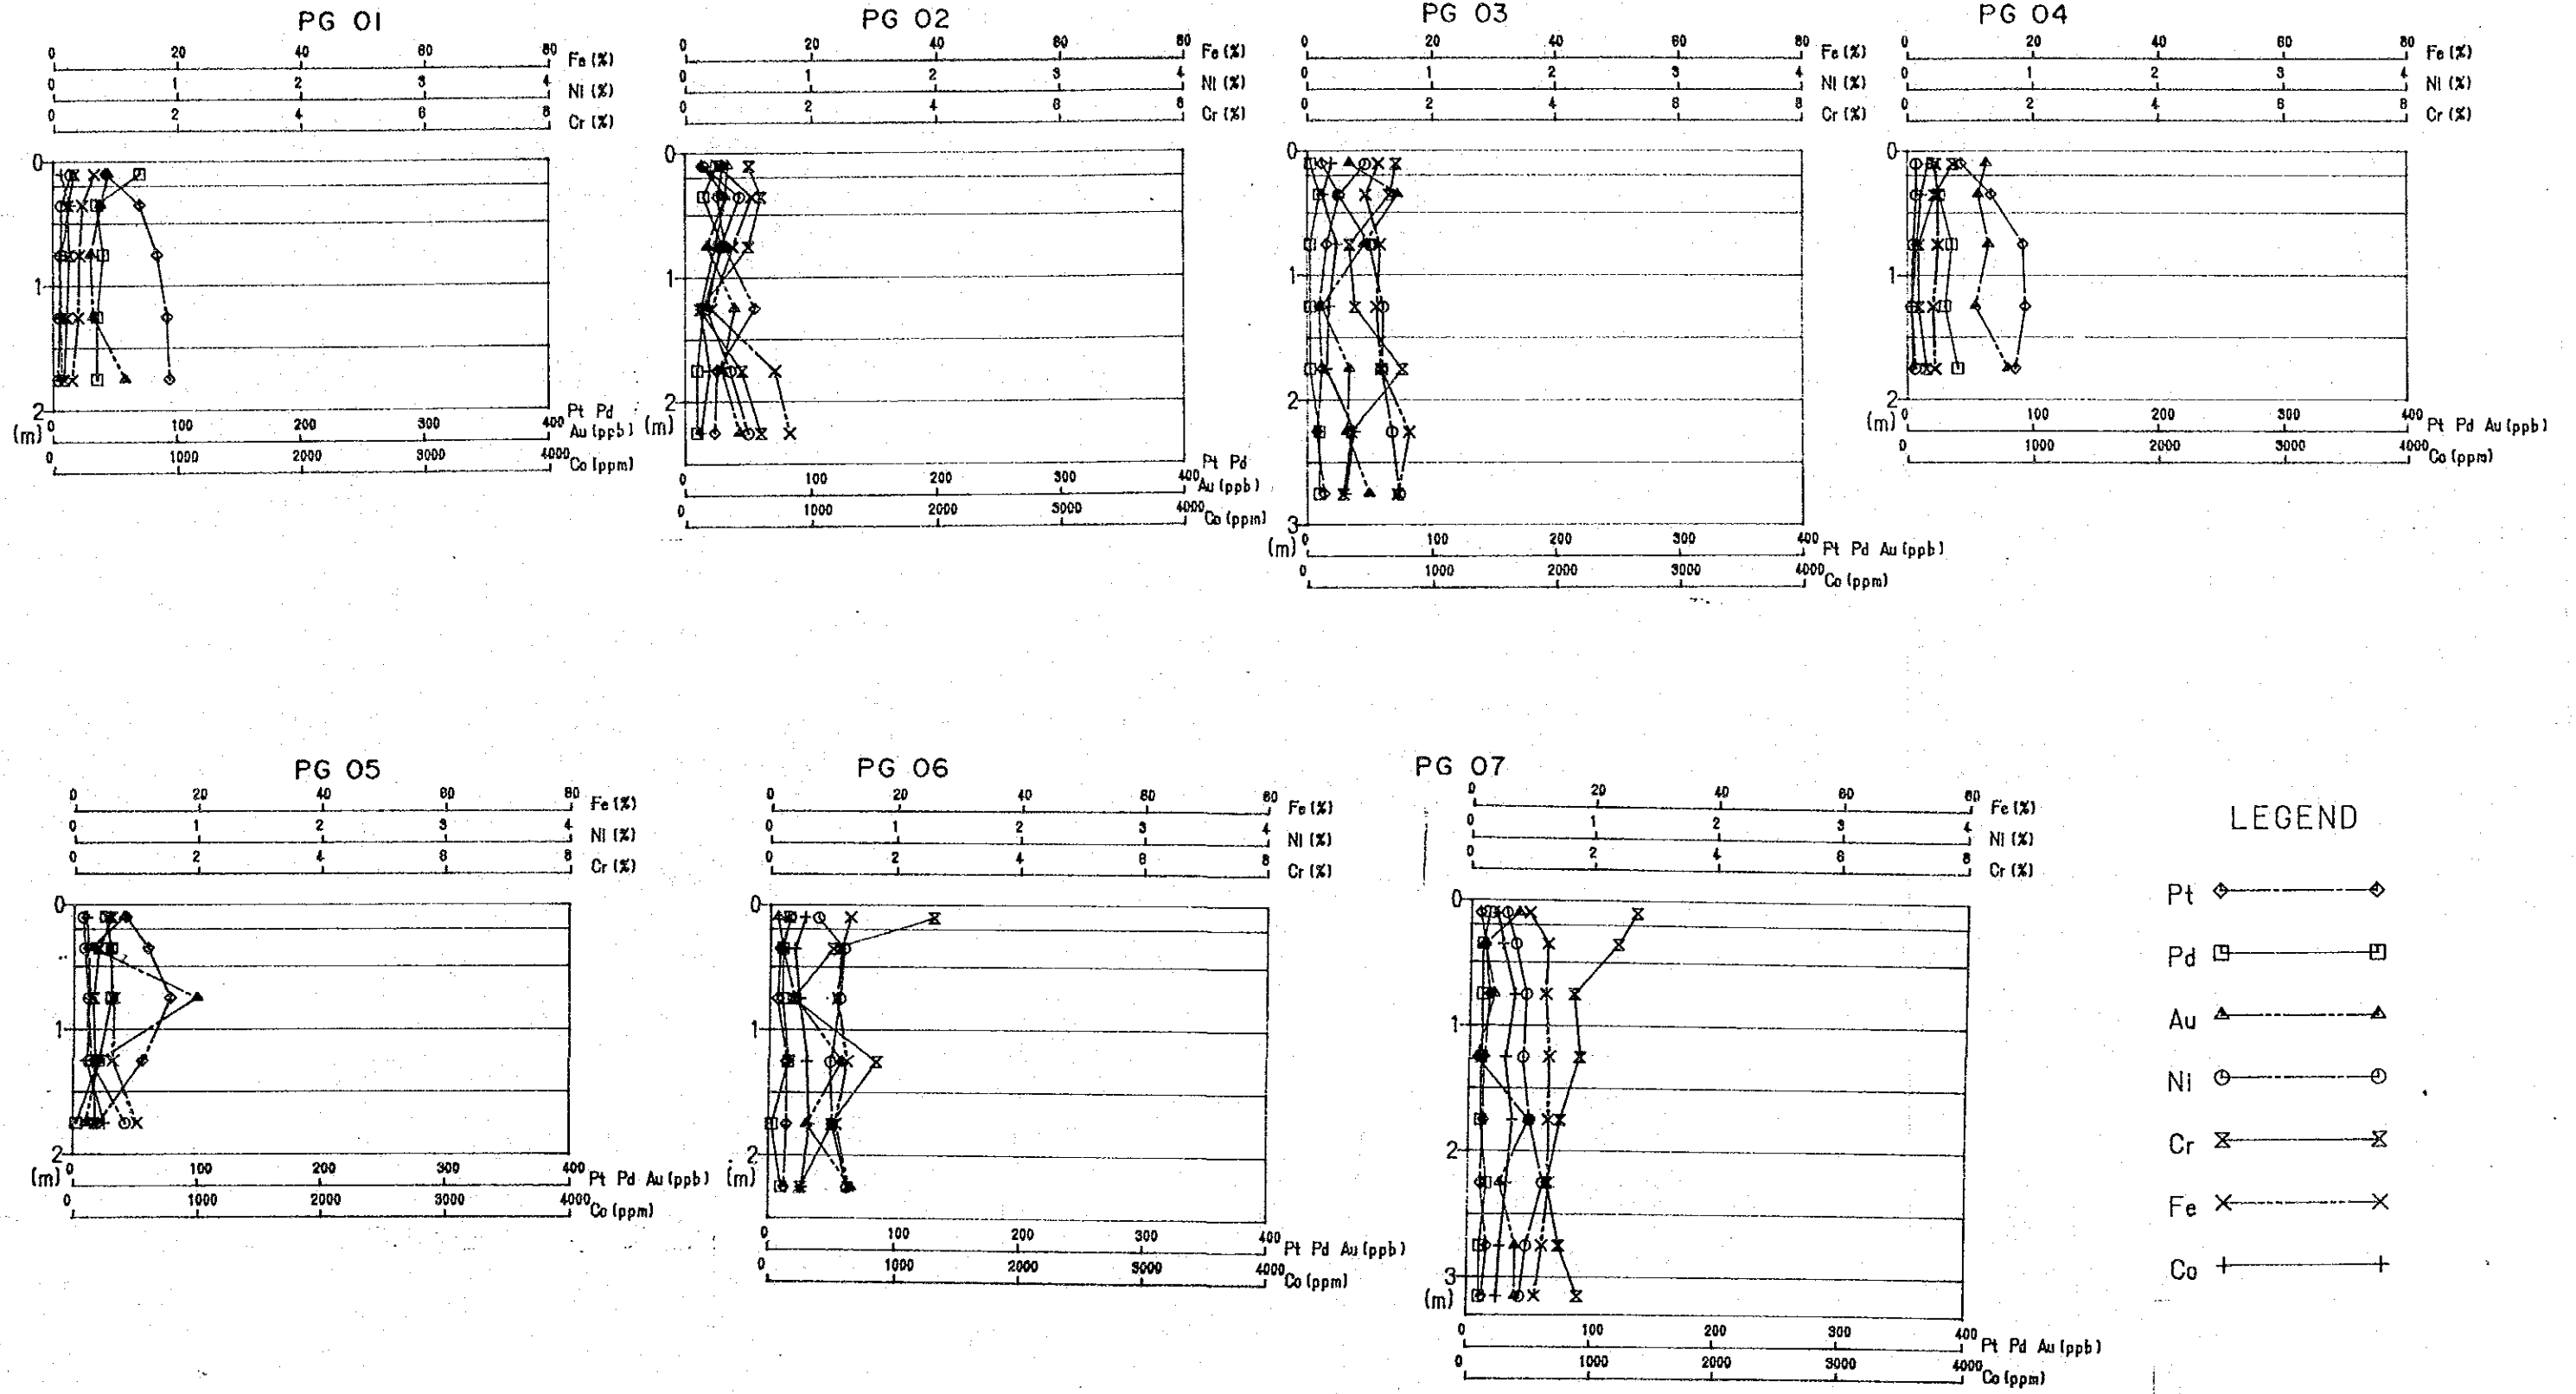 PG 01
0 20 40 60 80 Fe (%)
0 1 2 3 4 Ni (%)
0 2 4 6 8 Cr (%)
0
1
2
(m)
0 100 200 300 400 Pt Pd Au (ppb)
0 1000 2000 3000 4000 Co (ppm)
PG 02
0 20 40 60 80 Fe (%)
0 1 2 3 4 Ni (%)
0 2 4 6 8 Cr (%)
0
1
2
(m)
0 100 200 300 400 Pt Pd Au (ppb)
0 1000 2000 3000 4000 Co (ppm)
PG 03
0 20 40 60 80 Fe (%)
0 1 2 3 4 Ni (%)
0 2 4 6 8 Cr (%)
0
1
2
3
(m)
0 100 200 300 400 Pt Pd Au (ppb)
0 1000 2000 3000 4000 Co (ppm)
PG 04
0 20 40 60 80 Fe (%)
0 1 2 3 4 Ni (%)
0 2 4 6 8 Cr (%)
0
1
2
(m)
0 100 200 300 400 Pt Pd Au (ppb)
0 1000 2000 3000 4000 Co (ppm)
PG 05
0 20 40 60 80 Fe (%)
0 1 2 3 4 Ni (%)
0 2 4 6 8 Cr (%)
0
1
2
(m)
0 100 200 300 400 Pt Pd Au (ppb)
0 1000 2000 3000 4000 Co (ppm)
PG 06
0 20 40 60 80 Fe (%)
0 1 2 3 4 Ni (%)
0 2 4 6 8 Cr (%)
0
1
2
(m)
0 100 200 300 400 Pt Pd Au (ppb)
0 1000 2000 3000 4000 Co (ppm)
PG 07
0 20 40 60 80 Fe (%)
0 1 2 3 4 Ni (%)
0 2 4 6 8 Cr (%)
0
1
2
3
(m)
0 100 200 300 400 Pt Pd Au (ppb)
0 1000 2000 3000 4000 Co (ppm)
LEGEND
Pt
Pd
Au
Ni
Cr
Fe
Co